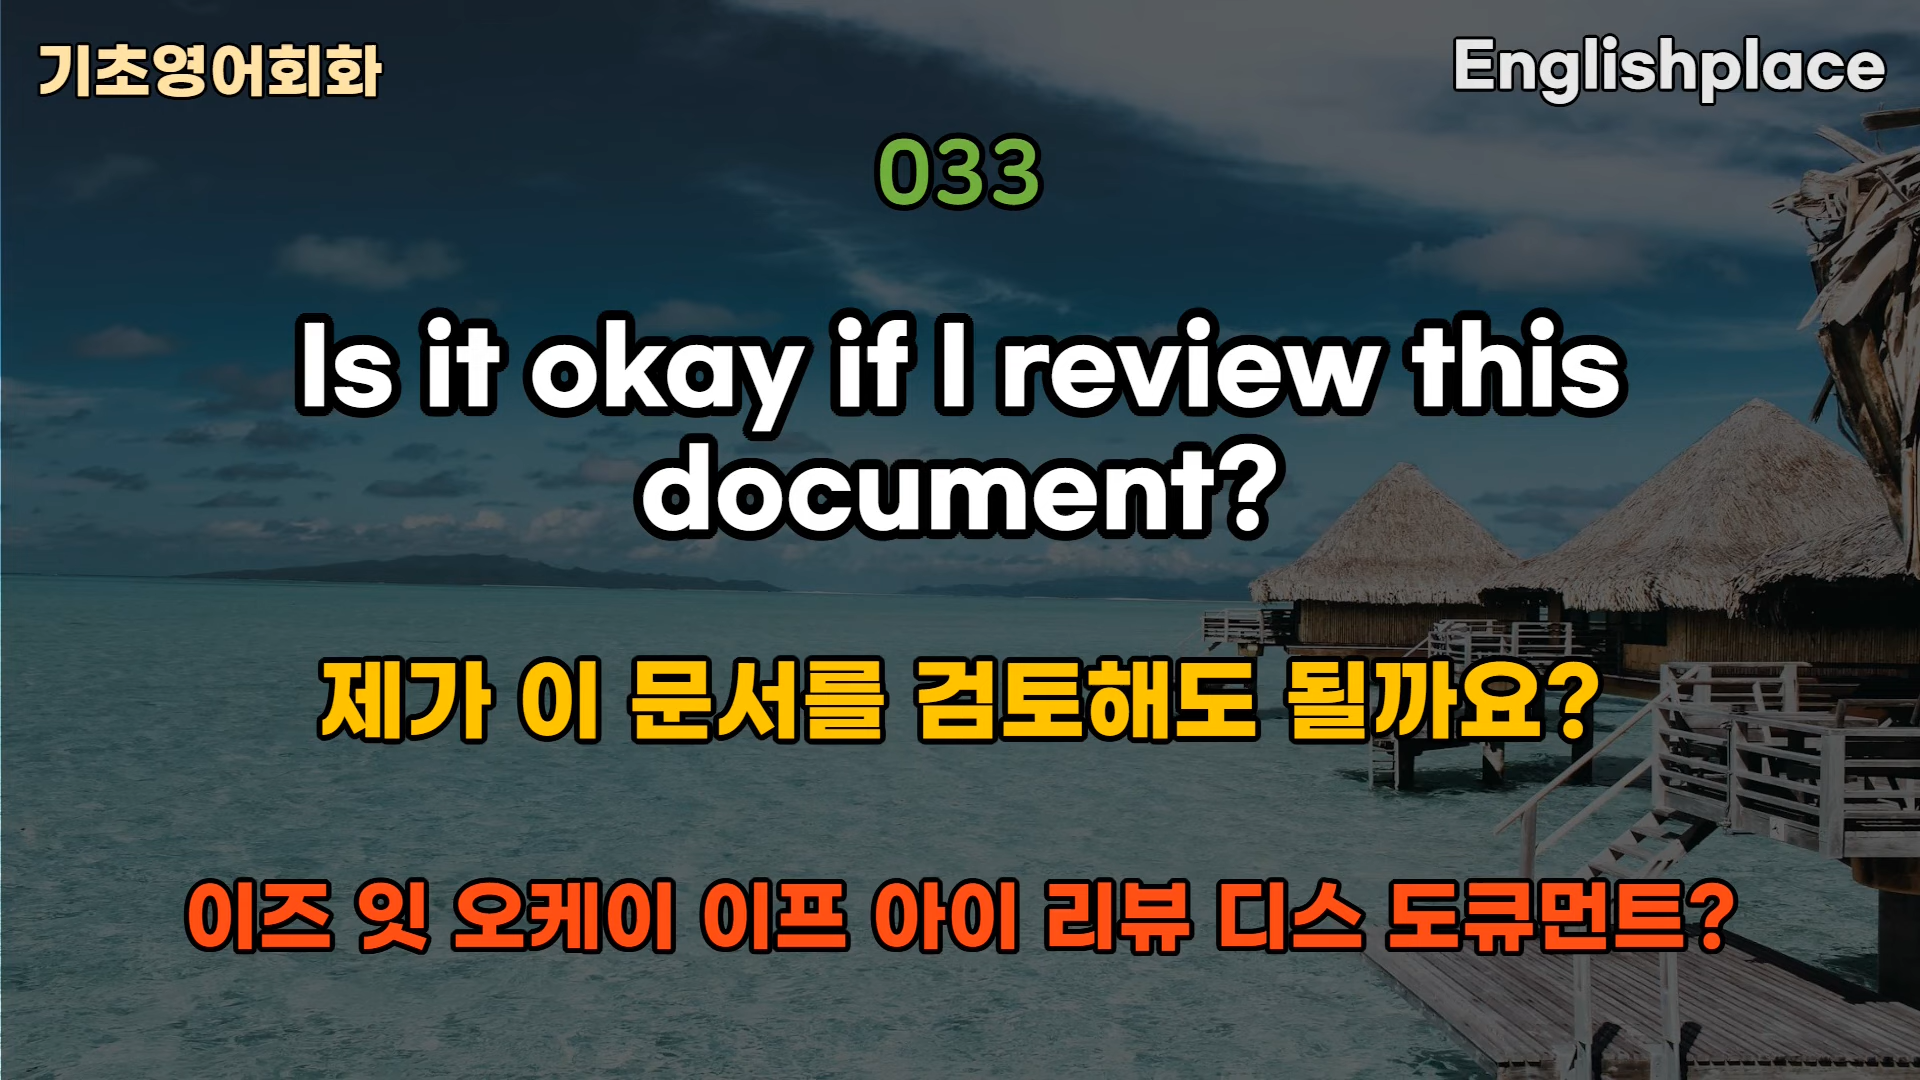 기초영어회화
Englishplace
033
Is it okay if I review this
document?
제가 이 문서를 검토해도 될까요?
이즈 잇 오케이 이프 아이 리뷰 디스 도큐먼트?